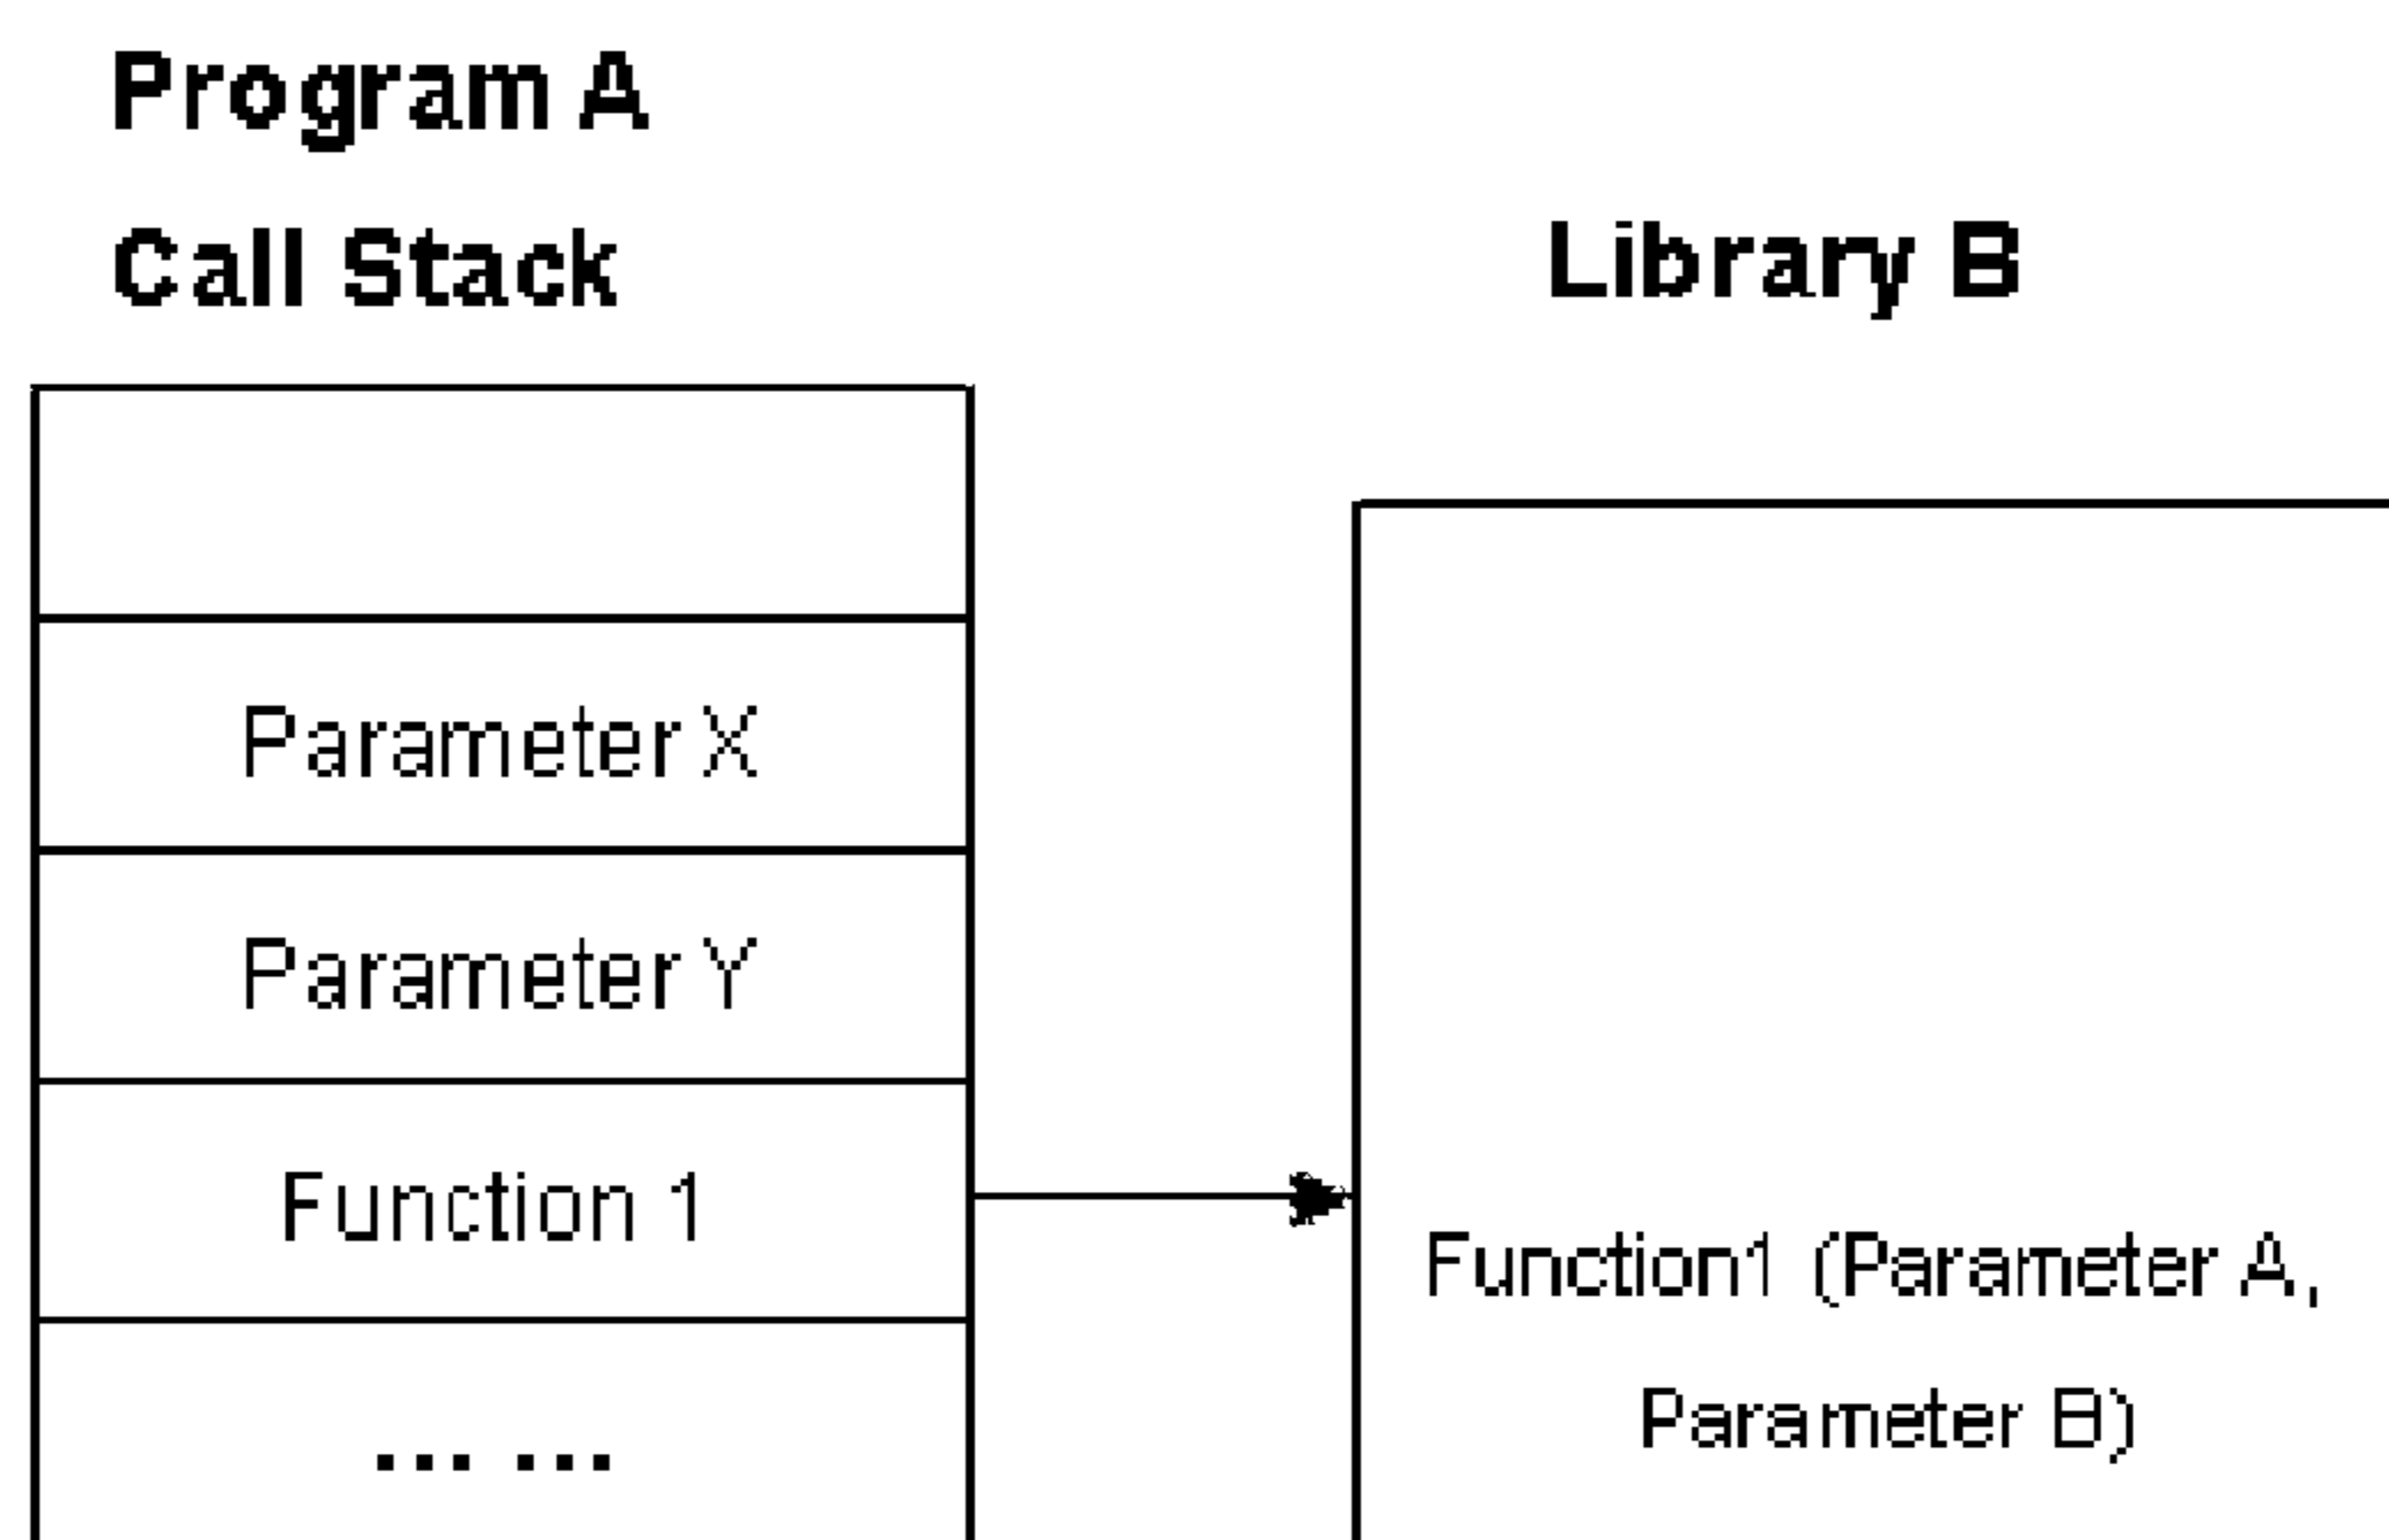 Program A
Call Stack
Library B
Parameter X
Parameter Y
Function 1
Function1 (Parameter A,
Parameter B)
... ...